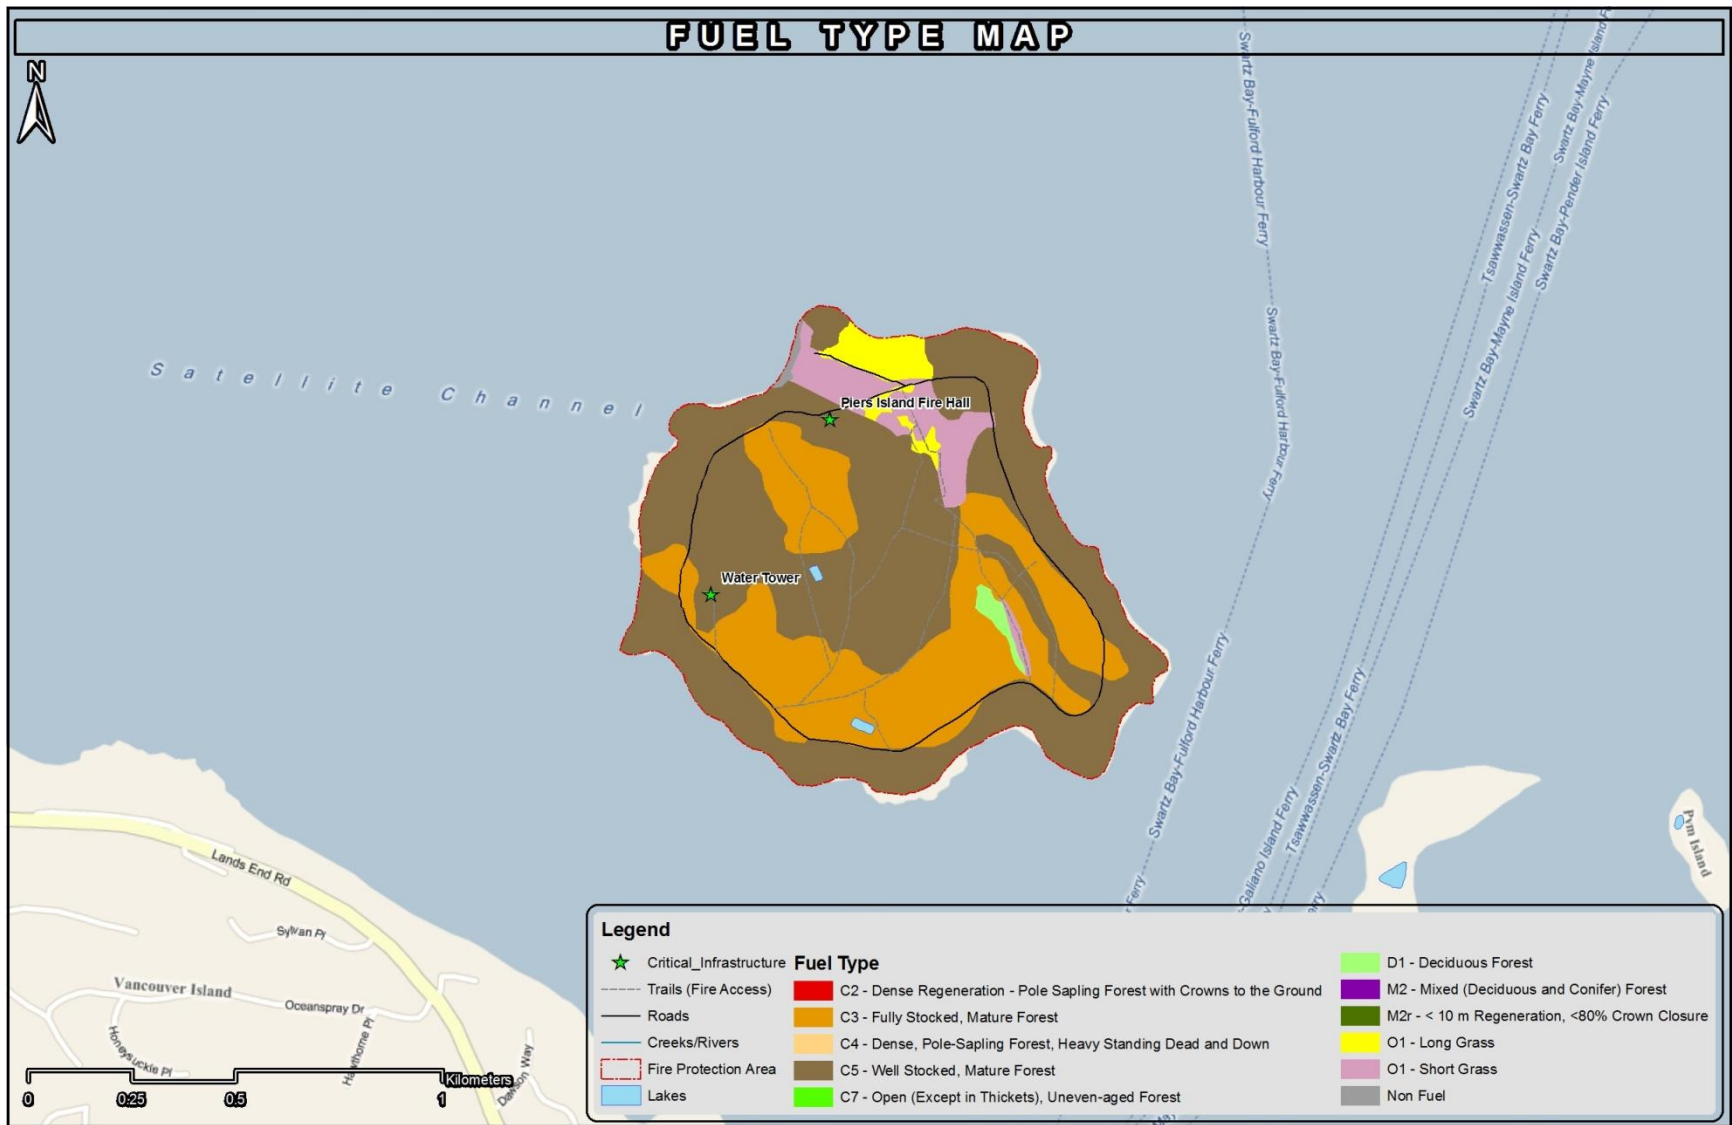 FUEL TYPE MAP
N
Swartz Bay-Fulford Harbour Ferry
Tsawwassen-Swartz Bay Ferry
Swartz Bay-Mayne Island F
Swartz Bay-Pender Island Ferry
Swartz Bay-Fulford Harbour Ferry
Swartz Bay-Mayne Island Ferry
Satellite Channel
Piers Island Fire Hall
Water Tower
Swartz Bay-Fulford Harbour Ferry
Tsawwassen-Swartz Bay Ferry
-Galiano Island Ferry
r Ferry
erry
Pym Island
Lands End Rd
Sylvan Pl
Vancouver Island
Oceanspray Dr
Honeysuckle Pl
Hawthorne Pl
Dawson Way
Kilometers
0 0.25 0.5 1
Legend
Critical_Infrastructure
Trails (Fire Access)
Roads
Creeks/Rivers
Fire Protection Area
Lakes
Fuel Type
C2 - Dense Regeneration - Pole Sapling Forest with Crowns to the Ground
C3 - Fully Stocked, Mature Forest
C4 - Dense, Pole-Sapling Forest, Heavy Standing Dead and Down
C5 - Well Stocked, Mature Forest
C7 - Open (Except in Thickets), Uneven-aged Forest
D1 - Deciduous Forest
M2 - Mixed (Deciduous and Conifer) Forest
M2r - < 10 m Regeneration, <80% Crown Closure
O1 - Long Grass
O1 - Short Grass
Non Fuel